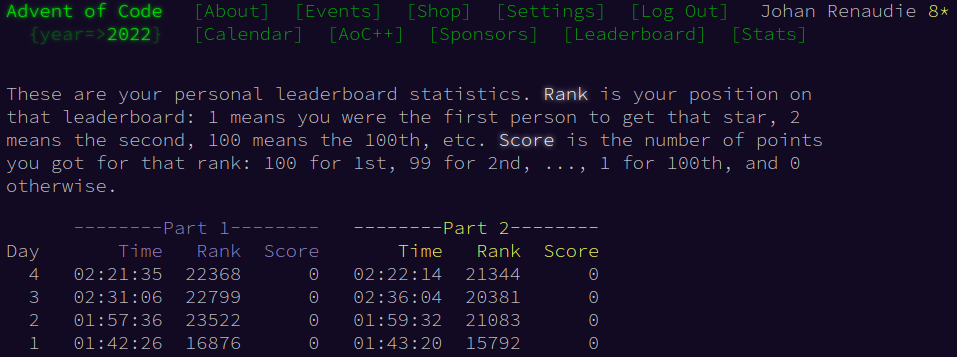 Advent of Code [About] [Events] [Shop] [Settings] [Log Out] Johan Renaudie 8*
{year=>2022} [Calendar] [AoC++] [Sponsors] [Leaderboard] [Stats]
These are your personal leaderboard statistics. Rank is your position on
that leaderboard: 1 means you were the first person to get that star, 2
means the second, 100 means the 100th, etc. Score is the number of points
you got for that rank: 100 for 1st, 99 for 2nd, ..., 1 for 100th, and 0
otherwise.
--------Part 1-------- --------Part 2--------
Day Time Rank Score Time Rank Score
4 02:21:35 22368 0 02:22:14 21344 0
3 02:31:06 22799 0 02:36:04 20381 0
2 01:57:36 23522 0 01:59:32 21083 0
1 01:42:26 16876 0 01:43:20 15792 0